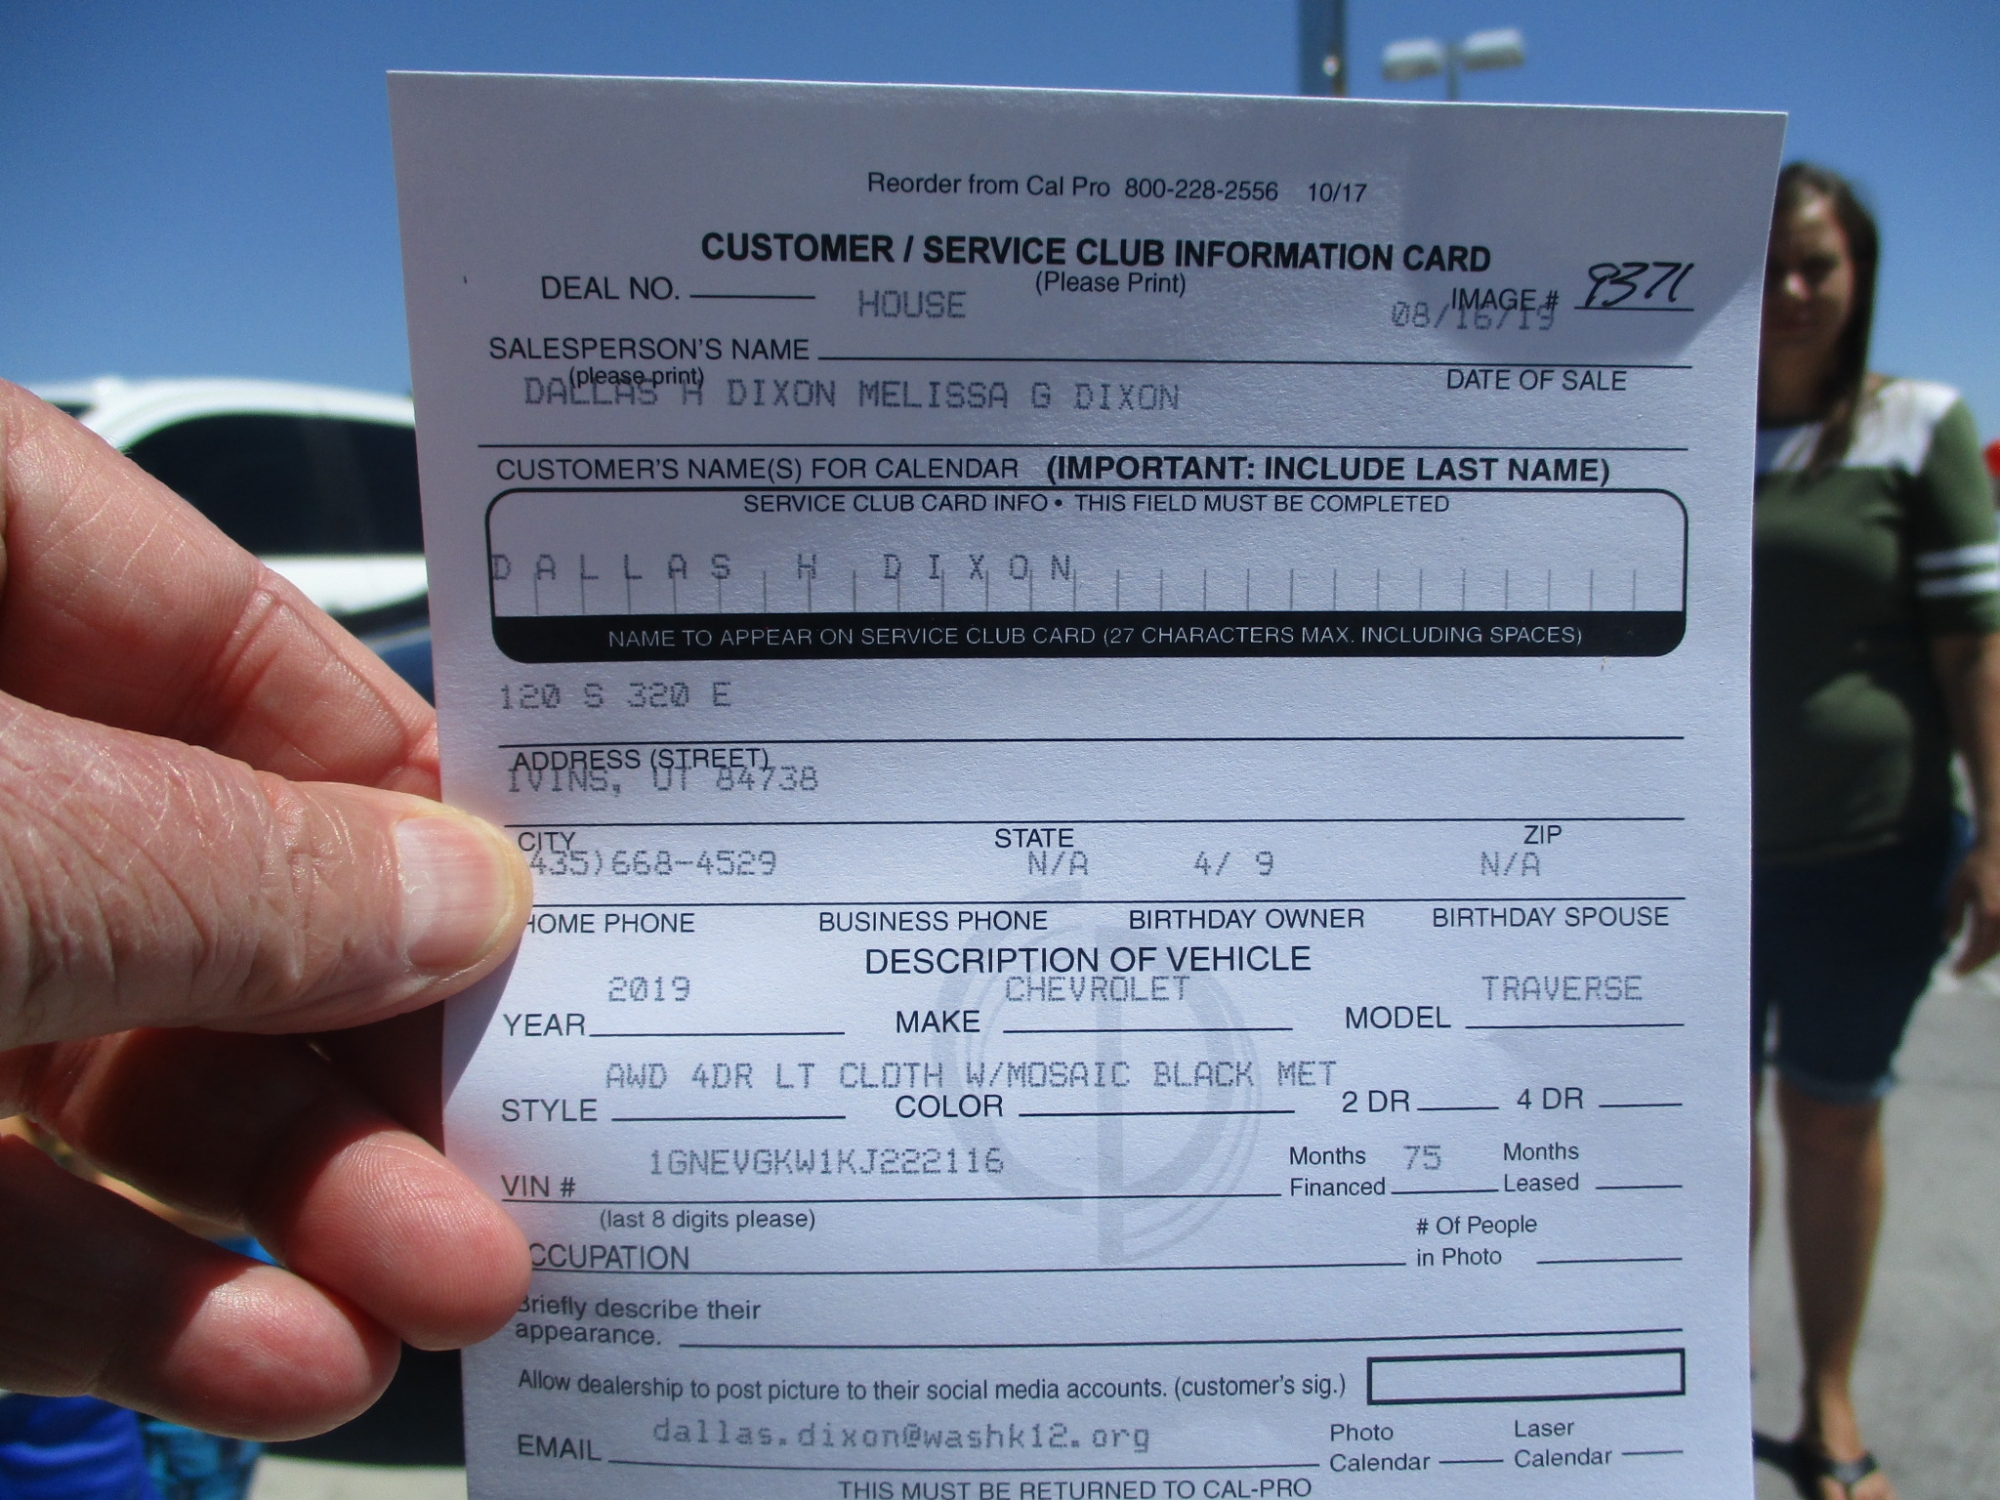 Reorder from Cal Pro 800-228-2556 10/17
CUSTOMER / SERVICE CLUB INFORMATION CARD
(Please Print)
DEAL NO. HOUSE IMAGE # 9371
08/16/19
SALESPERSON'S NAME
(please print) DATE OF SALE
DALLAS H DIXON MELISSA G DIXON
CUSTOMER'S NAME(S) FOR CALENDAR (IMPORTANT: INCLUDE LAST NAME)
SERVICE CLUB CARD INFO • THIS FIELD MUST BE COMPLETED
DALLAS H DIXON
NAME TO APPEAR ON SERVICE CLUB CARD (27 CHARACTERS MAX. INCLUDING SPACES)
120 S 320 E
ADDRESS (STREET)
IVINS, UT 84738
CITY STATE ZIP
435)668-4529 N/A 4/ 9 N/A
HOME PHONE BUSINESS PHONE BIRTHDAY OWNER BIRTHDAY SPOUSE
DESCRIPTION OF VEHICLE
2019 CHEVROLET TRAVERSE
YEAR MAKE MODEL
AWD 4DR LT CLOTH W/MOSAIC BLACK MET
STYLE COLOR 2 DR 4 DR
1GNEVGKW1KJ222116 Months 75 Months
VIN # Financed Leased
(last 8 digits please) # Of People
CCUPATION in Photo
Briefly describe their
appearance.
Allow dealership to post picture to their social media accounts. (customer's sig.)
dallas.dixon@washk12.org Photo Laser
EMAIL Calendar Calendar
THIS MUST BE RETURNED TO CAL-PRO